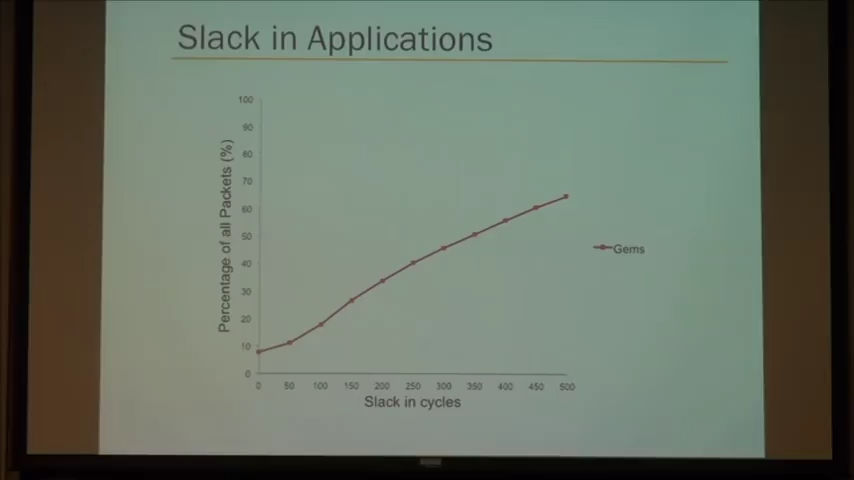 Slack in Applications
100
90
80
70
60
50
40
30
20
10
0
Percentage of all Packets (%)
0 50 100 150 200 250 300 350 400 450 500
Slack in cycles
Gems